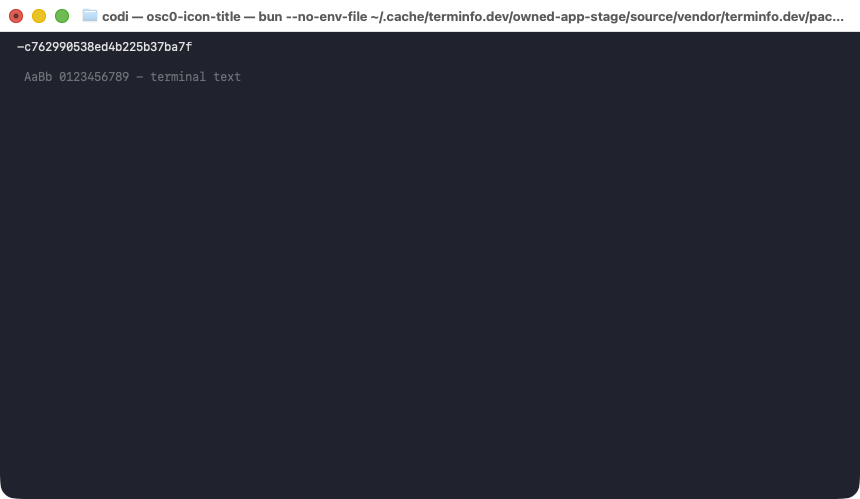 codi — osc0-icon-title — bun --no-env-file ~/.cache/terminfo.dev/owned-app-stage/source/vendor/terminfo.dev/pac...
—c762990538ed4b225b37ba7f
AaBb 0123456789 — terminal text